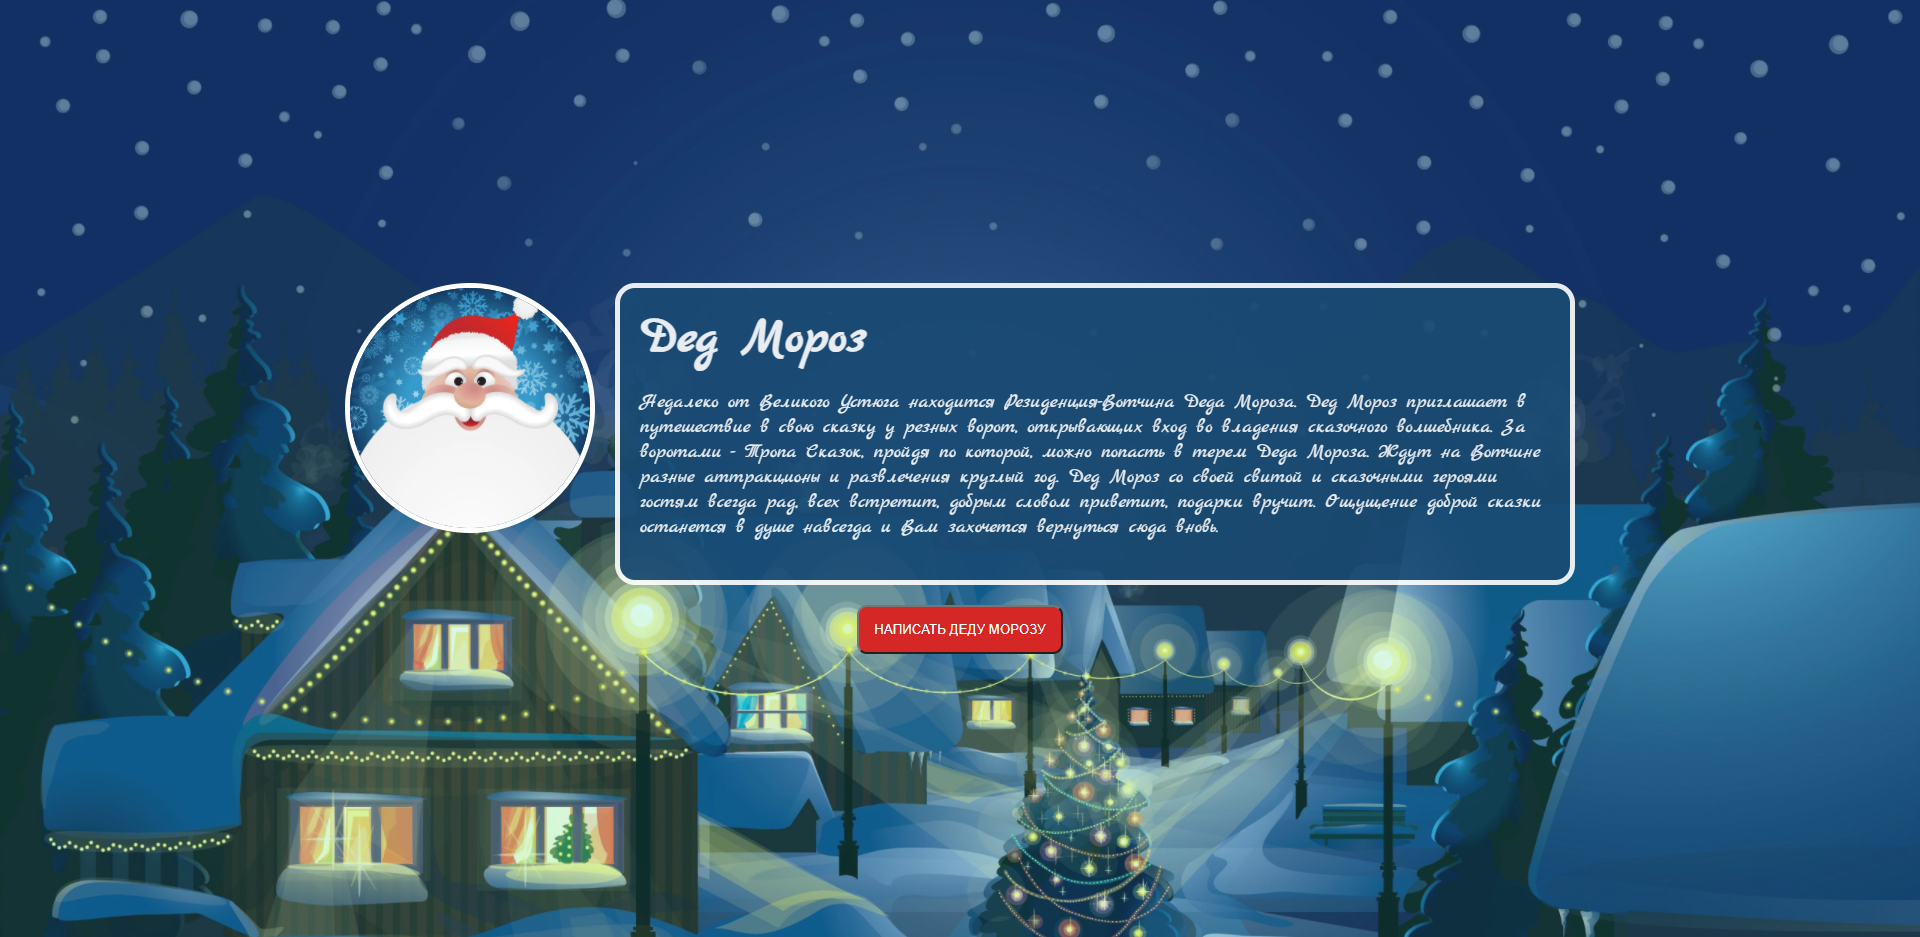 Дед Мороз
Недалеко от Великого Устюга находится Резиденция-Вотчина Деда Мороза. Дед Мороз приглашает в
путешествие в свою сказку у резных ворот, открывающих вход во владения сказочного волшебника. За
воротами - Тропа Сказок, пройдя по которой, можно попасть в терем Деда Мороза. Ждут на Вотчине
разные аттракционы и развлечения круглый год. Дед Мороз со своей свитой и сказочными героями
гостям всегда рад, всех встретит, добрым словом приветит, подарки вручит. Ощущение доброй сказки
останется в душе навсегда и Вам захочется вернуться сюда вновь.
НАПИСАТЬ ДЕДУ МОРОЗУ